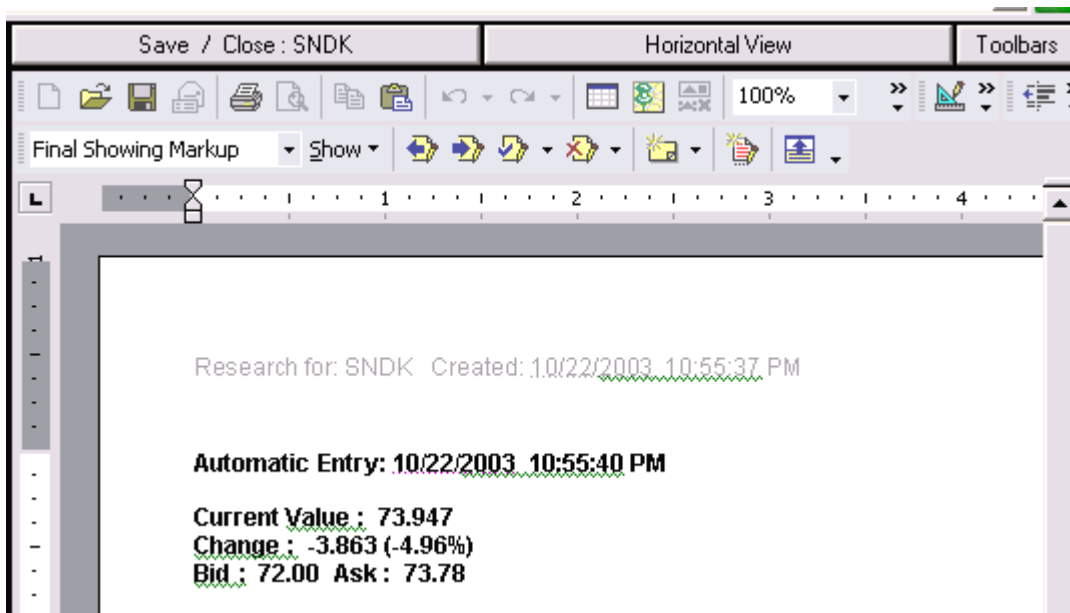 Save / Close : SNDK Horizontal View Toolbars
100%
Final Showing Markup Show
L 1 2 3 4
1
Research for: SNDK Created: 10/22/2003 10:55:37 PM
Automatic Entry: 10/22/2003 10:55:40 PM
Current Value : 73.947
Change : -3.863 (-4.96%)
Bid : 72.00 Ask : 73.78